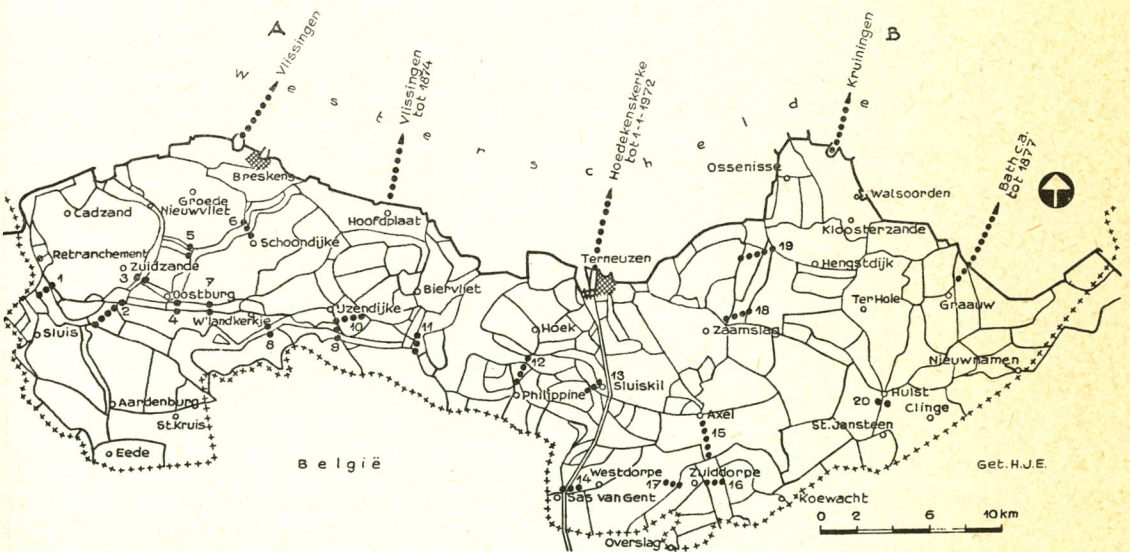 A
B
Westerschelde
Vlissingen
Vlissingen
tot 1874
Hoedekenskerke
tot 1-1-1972
Kruiningen
Bath ca.
tot 1877
Breskens
Ossenisse
Walsoorden
Groede
Nieuwvliet
Cadzand
6
Hoofdplaat
Kloosterzande
Schoondijke
5
19
Retranchement
Terneuzen
Hengstdijk
Zuidzande
3
1
Biervliet
Graauw
Oostburg
7
IJzendijke
Ter Hole
2
4
W'landkerkje
10
18
Sluis
8
9
11
Hoek
Zaamslag
12
Nieuwnamen
13
Sluiskil
Philippine
Hulst
20
Clinge
Aardenburg
Axel
St. Kruis
15
St. Jansteen
Eede
België
Westdorpe
Zuiddorpe
Get. H.J.E.
14
17
16
Sas van Gent
Koewacht
0 2 6 10 km
Overslag